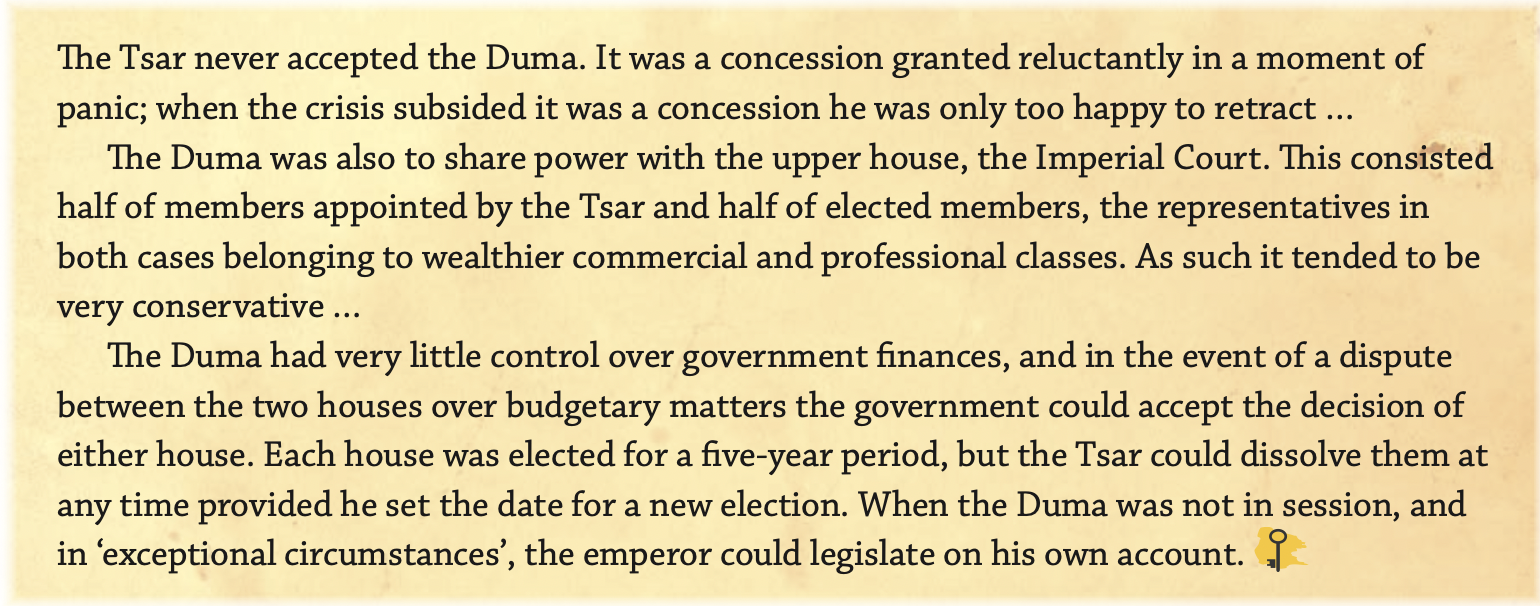 The Tsar never accepted the Duma. It was a concession granted reluctantly in a moment of
panic; when the crisis subsided it was a concession he was only too happy to retract …
The Duma was also to share power with the upper house, the Imperial Court. This consisted
half of members appointed by the Tsar and half of elected members, the representatives in
both cases belonging to wealthier commercial and professional classes. As such it tended to be
very conservative …
The Duma had very little control over government finances, and in the event of a dispute
between the two houses over budgetary matters the government could accept the decision of
either house. Each house was elected for a five-year period, but the Tsar could dissolve them at
any time provided he set the date for a new election. When the Duma was not in session, and
in ‘exceptional circumstances’, the emperor could legislate on his own account.